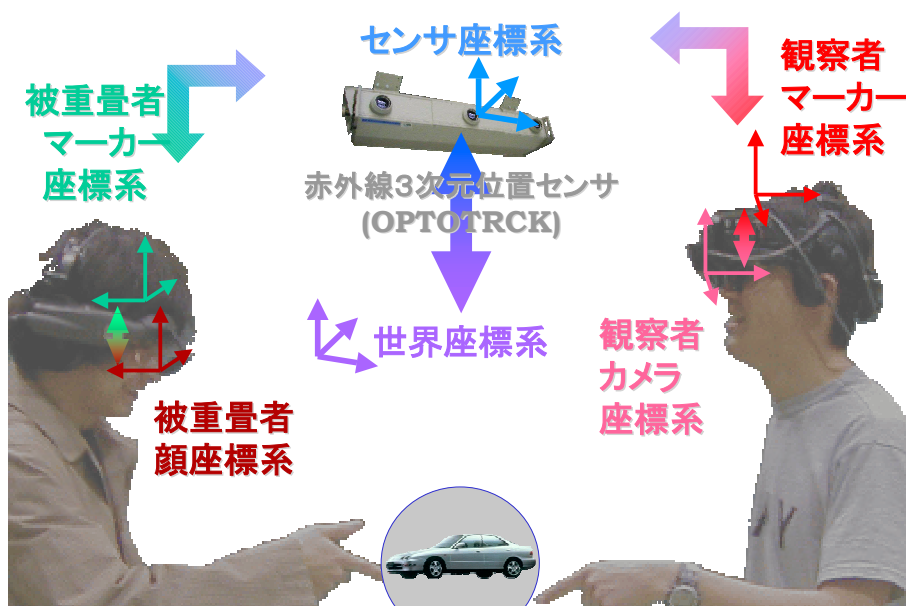 センサ座標系
被重畳者
マーカー
座標系
観察者
マーカー
座標系
赤外線３次元位置センサ
(OPTOTRCK)
世界座標系
観察者
カメラ
座標系
被重畳者
顔座標系